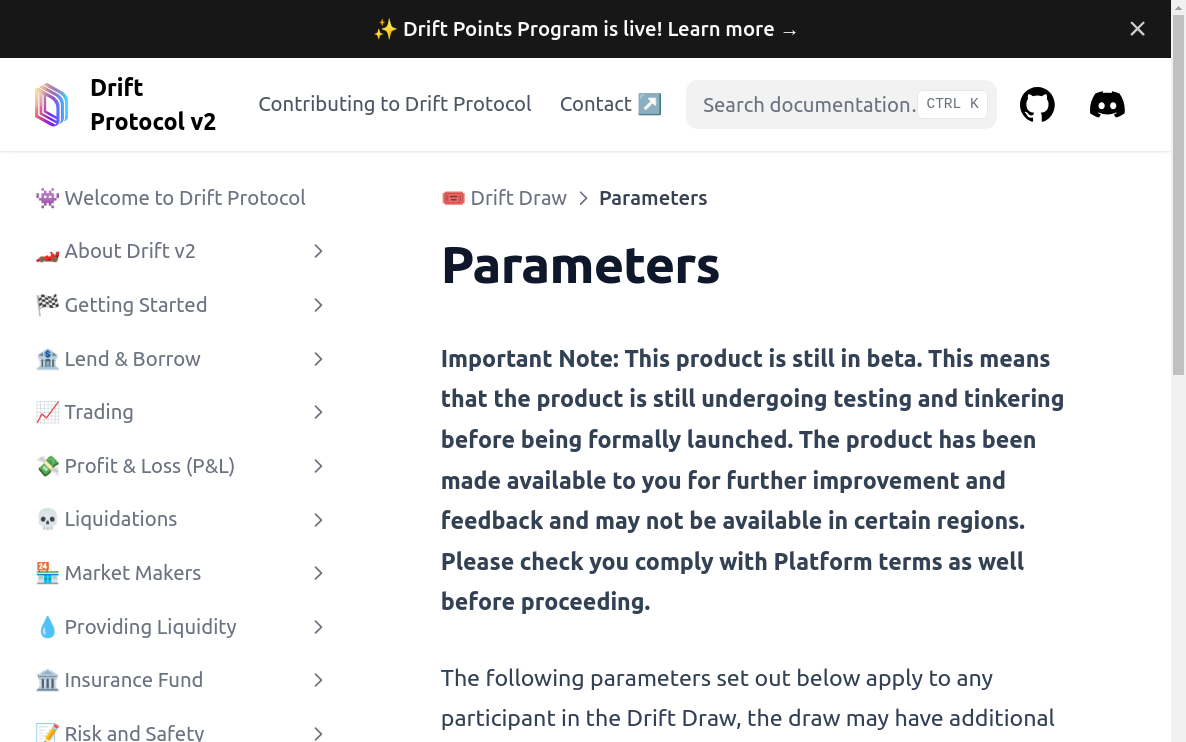 ✨ Drift Points Program is live! Learn more →
Drift
Protocol v2
Contributing to Drift Protocol
Contact ↗️
Search documentation.
CTRL K
👾 Welcome to Drift Protocol
🏎️ About Drift v2
🏁 Getting Started
🏦 Lend & Borrow
📈 Trading
💸 Profit & Loss (P&L)
💀 Liquidations
🏪 Market Makers
💧 Providing Liquidity
🏛️ Insurance Fund
📝 Risk and Safety
🎟️ Drift Draw > Parameters
Parameters
Important Note: This product is still in beta. This means
that the product is still undergoing testing and tinkering
before being formally launched. The product has been
made available to you for further improvement and
feedback and may not be available in certain regions.
Please check you comply with Platform terms as well
before proceeding.
The following parameters set out below apply to any
participant in the Drift Draw, the draw may have additional